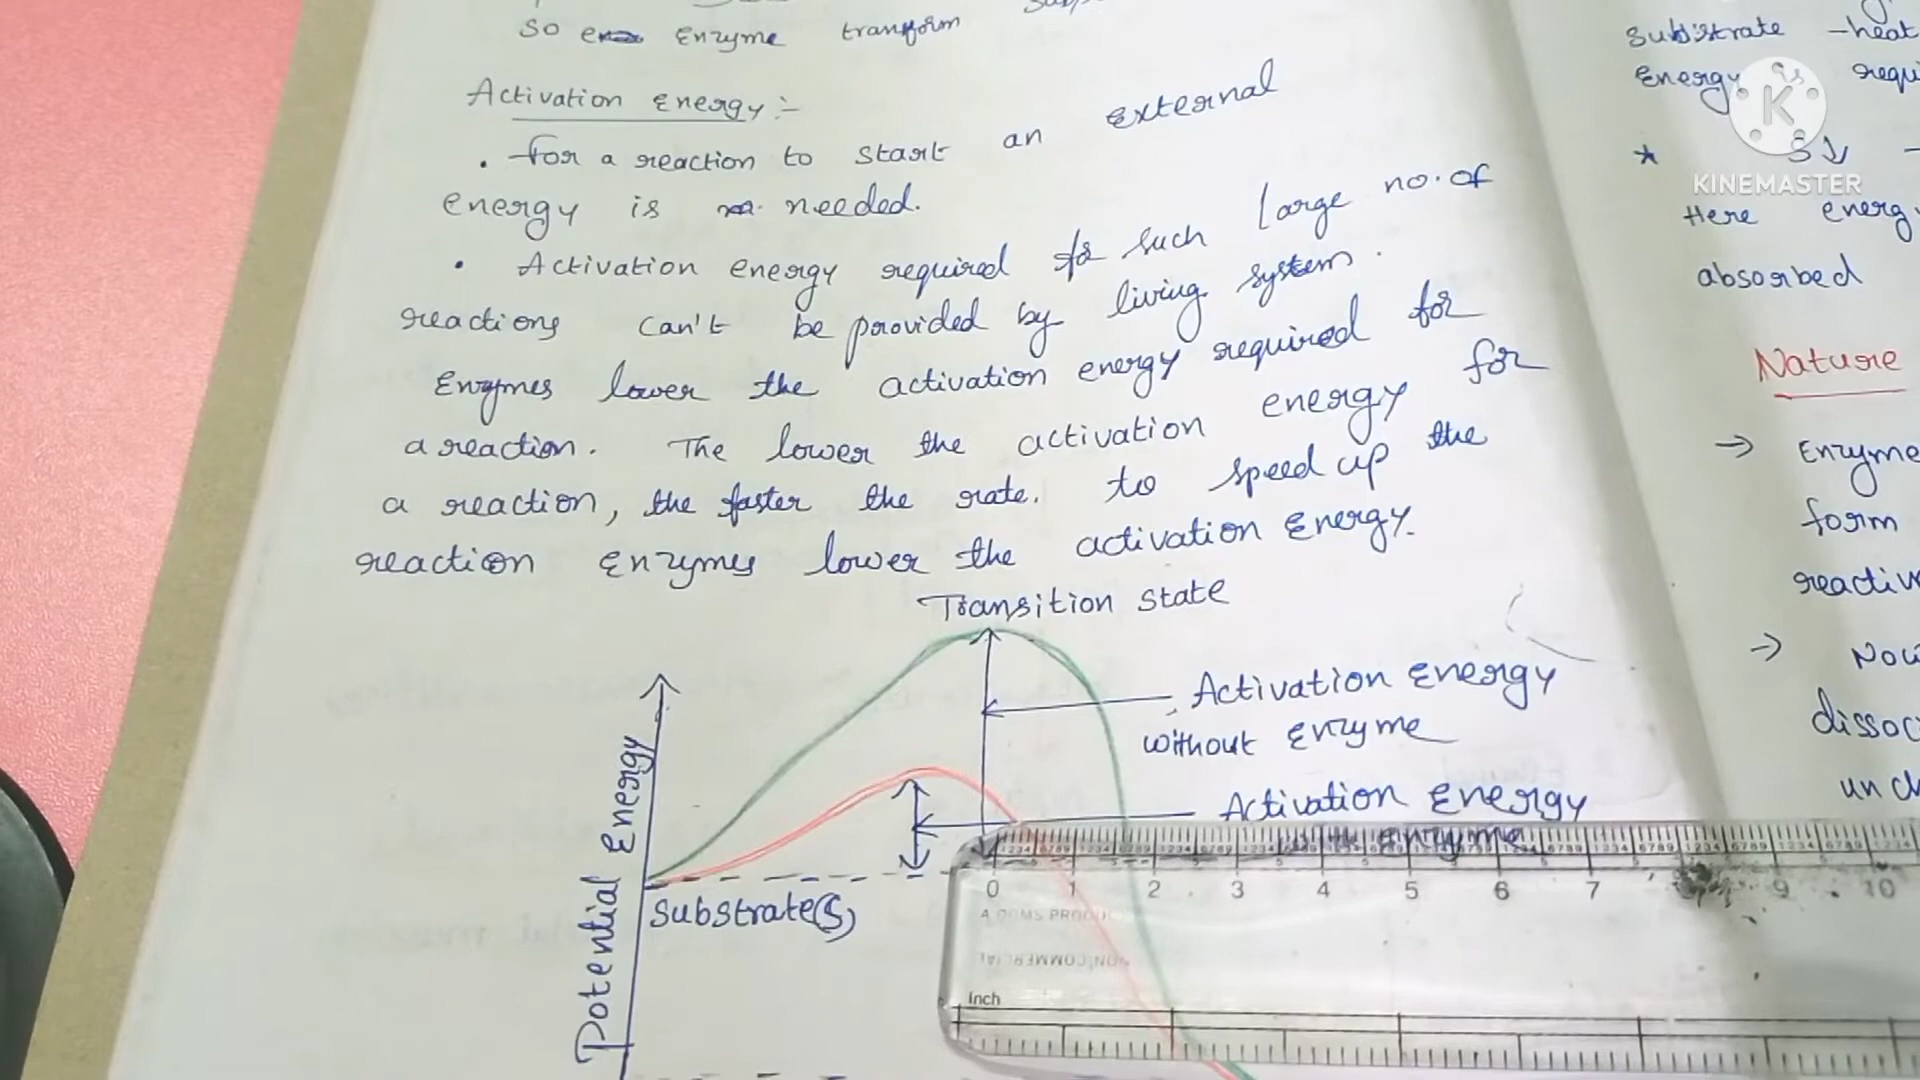 So enzyme transform
Activation Energy :-
. For a reaction to start an external
energy is needed.
• Activation energy required for such large no. of
reactions can't be provided by living system.
Enzymes lower the activation energy required for
a reaction. The lower the activation energy for
a reaction, the faster the rate. to speed up the
reaction enzymes lower the activation Energy.
Transition state
Activation Energy
without enzyme
Activation Energy
with enzyme
Potential Energy
Substrate(S)
0 1 2 3 4 5 6 7 9 10
Inch
substrate - heat
Energy is
* S↓ -
Here energy
absorbed
Nature
→ Enzyme
form
→
KINEMASTER